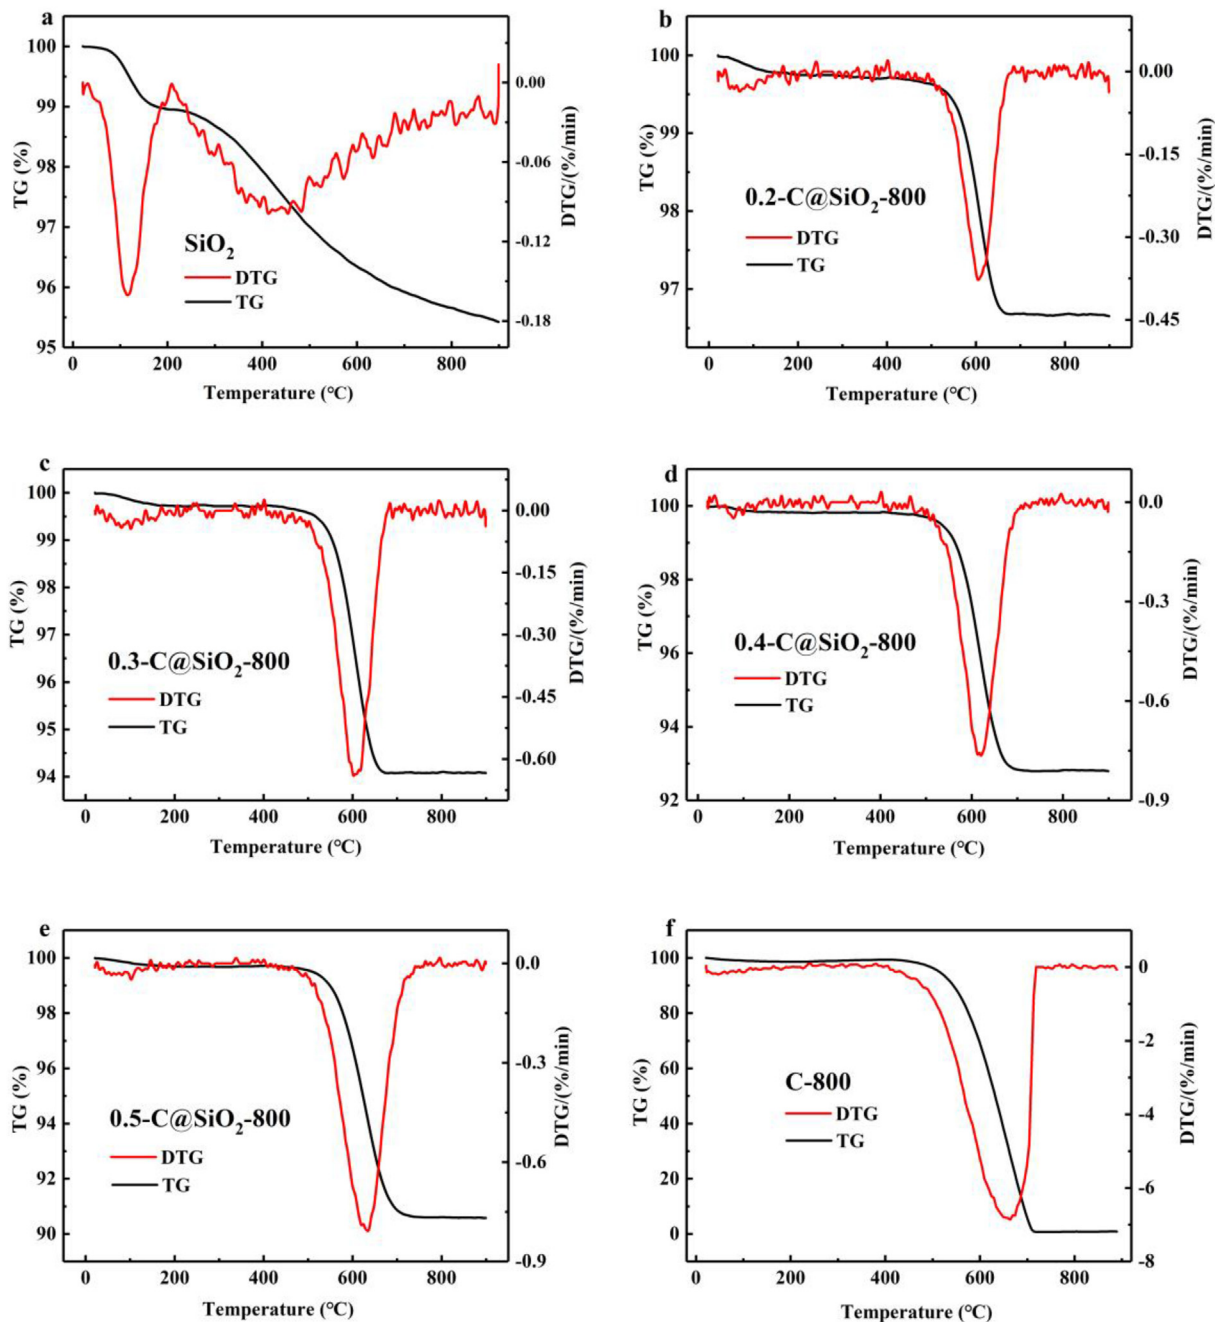 a
100
99
98
97
96
95
TG (%)
0.00
-0.06
-0.12
-0.18
DTG/(%/min)
SiO2
DTG
TG
0 200 400 600 800
Temperature (℃)
b
100
99
98
97
TG (%)
0.00
-0.15
-0.30
-0.45
DTG/(%/min)
0.2-C@SiO2-800
DTG
TG
0 200 400 600 800
Temperature (℃)
c
100
99
98
97
96
95
94
TG (%)
0.00
-0.15
-0.30
-0.45
-0.60
DTG/(%/min)
0.3-C@SiO2-800
DTG
TG
0 200 400 600 800
Temperature (℃)
d
100
98
96
94
92
TG (%)
0.0
-0.3
-0.6
-0.9
DTG/(%/min)
0.4-C@SiO2-800
DTG
TG
0 200 400 600 800
Temperature (℃)
e
100
98
96
94
92
90
TG (%)
0.0
-0.3
-0.6
-0.9
DTG/(%/min)
0.5-C@SiO2-800
DTG
TG
0 200 400 600 800
Temperature (℃)
f
100
80
60
40
20
0
TG (%)
0
-2
-4
-6
-8
DTG/(%/min)
C-800
DTG
TG
0 200 400 600 800
Temperature (℃)